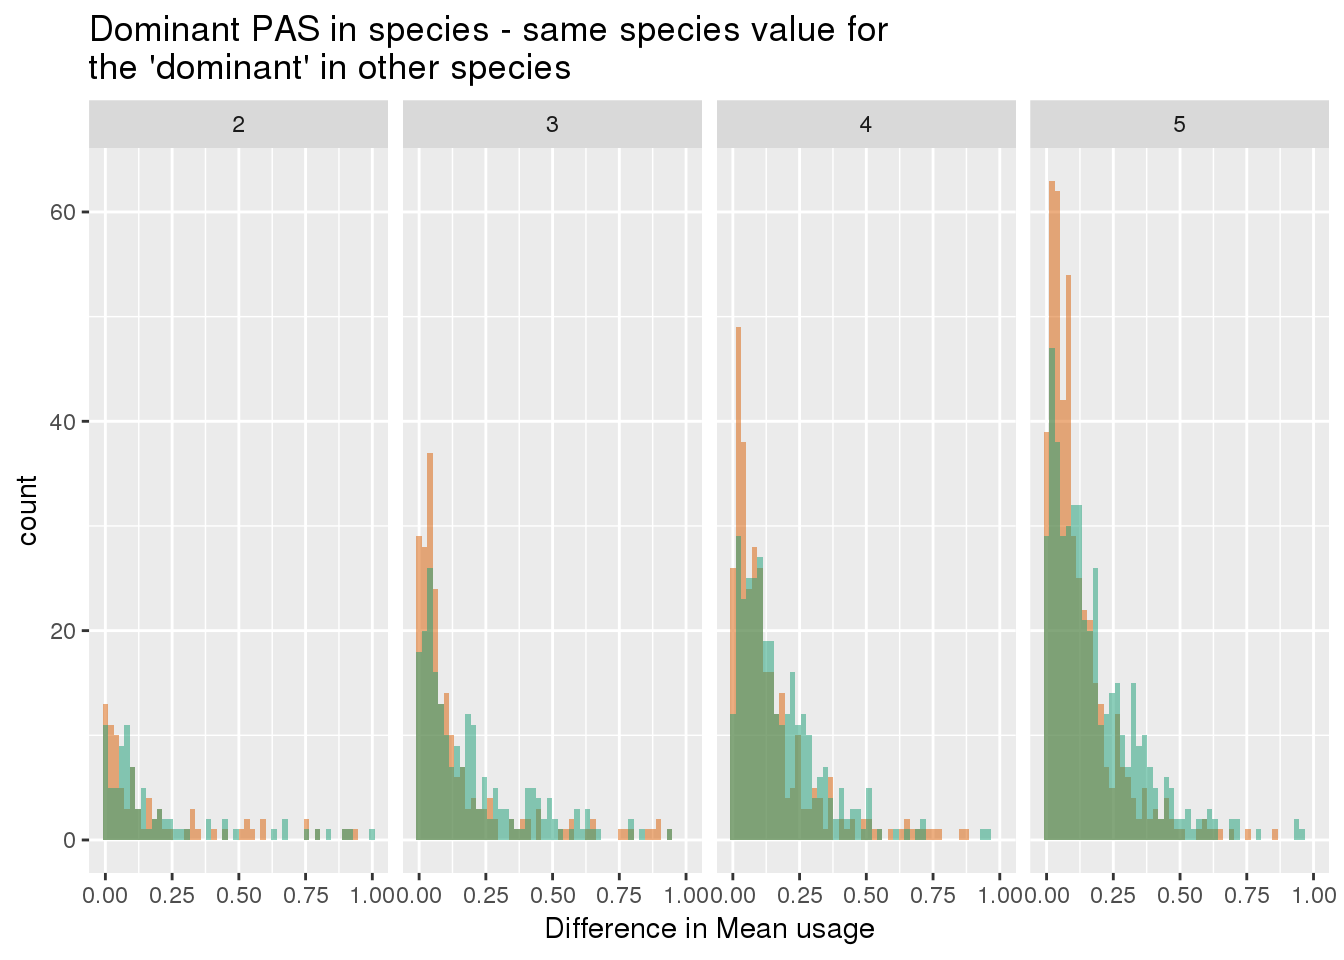 Dominant PAS in species - same species value for
the 'dominant' in other species
2 3 4 5
60
40
20
0
0.00 0.25 0.50 0.75 1.00 0.00 0.25 0.50 0.75 1.00 0.00 0.25 0.50 0.75 1.00 0.00 0.25 0.50 0.75 1.00
count
Difference in Mean usage